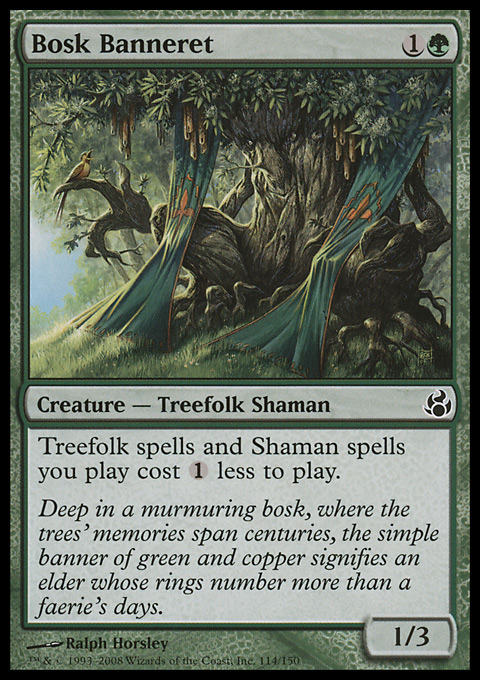 Bosk Banneret 1
Creature — Treefolk Shaman
Treefolk spells and Shaman spells
you play cost 1 less to play.
Deep in a murmuring bosk, where the
trees' memories span centuries, the simple
banner of green and copper signifies an
elder whose rings number more than a
faerie's days.
Ralph Horsley
1/3
™ & © 1993–2008 Wizards of the Coast, Inc. 114/150